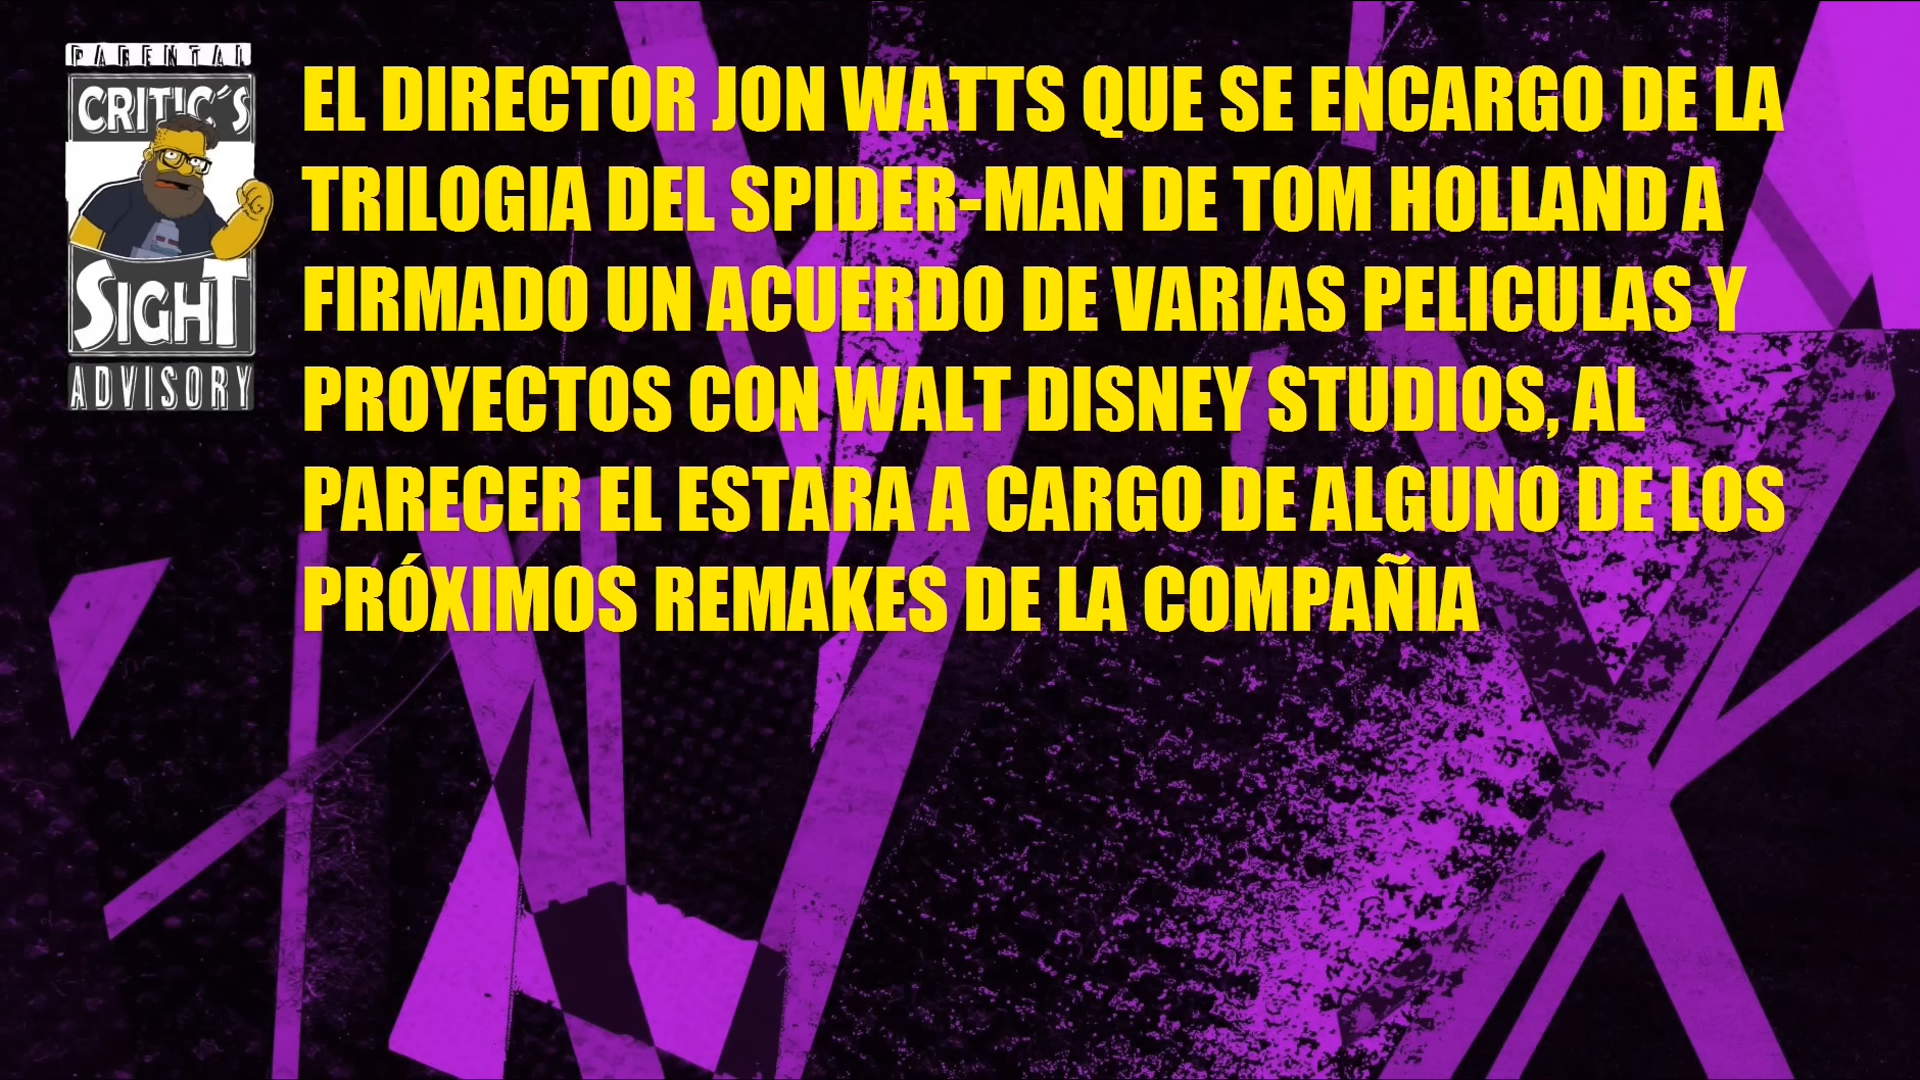 PARENTAL
CRITIC´S
SIGHT
ADVISORY
EL DIRECTOR JON WATTS QUE SE ENCARGO DE LA
TRILOGIA DEL SPIDER-MAN DE TOM HOLLAND A
FIRMADO UN ACUERDO DE VARIAS PELICULAS Y
PROYECTOS CON WALT DISNEY STUDIOS, AL
PARECER EL ESTARA A CARGO DE ALGUNO DE LOS
PRÓXIMOS REMAKES DE LA COMPAÑIA